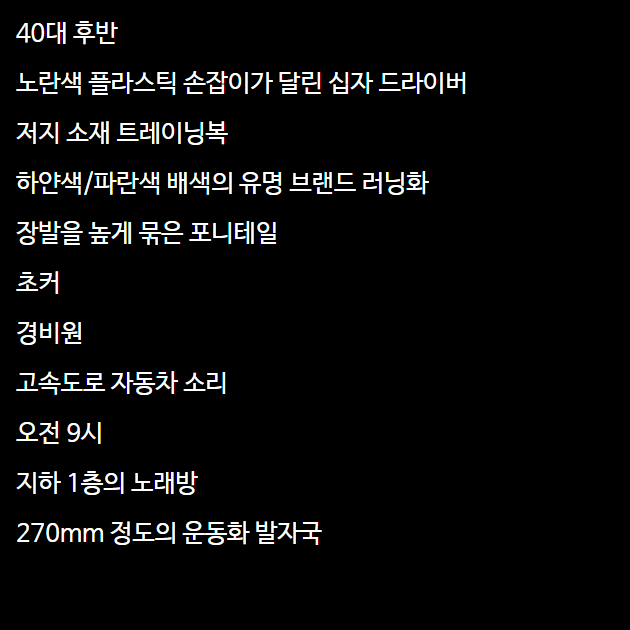 40대 후반
노란색 플라스틱 손잡이가 달린 십자 드라이버
저지 소재 트레이닝복
하얀색/파란색 배색의 유명 브랜드 러닝화
장발을 높게 묶은 포니테일
초커
경비원
고속도로 자동차 소리
오전 9시
지하 1층의 노래방
270mm 정도의 운동화 발자국